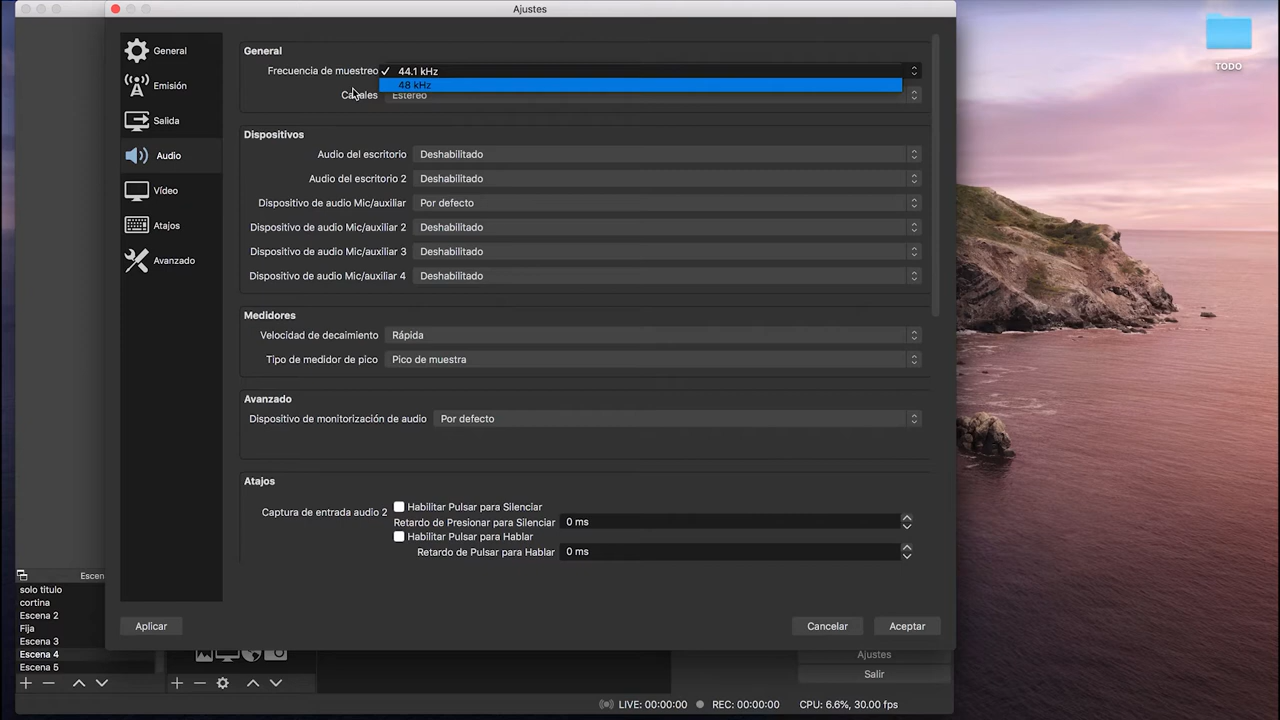 Ajustes
TODO
General
Emisión
Salida
Audio
Vídeo
Atajos
Avanzado
General
Frecuencia de muestreo ✓ 44.1 kHz
48 kHz
Canales Estéreo
Dispositivos
Audio del escritorio Deshabilitado
Audio del escritorio 2 Deshabilitado
Dispositivo de audio Mic/auxiliar Por defecto
Dispositivo de audio Mic/auxiliar 2 Deshabilitado
Dispositivo de audio Mic/auxiliar 3 Deshabilitado
Dispositivo de audio Mic/auxiliar 4 Deshabilitado
Medidores
Velocidad de decaimiento Rápida
Tipo de medidor de pico Pico de muestra
Avanzado
Dispositivo de monitorización de audio Por defecto
Atajos
Captura de entrada audio 2 Habilitar Pulsar para Silenciar
Retardo de Presionar para Silenciar 0 ms
Habilitar Pulsar para Hablar
Retardo de Pulsar para Hablar 0 ms
Aplicar Cancelar Aceptar
Escen
solo titulo
cortina
Escena 2
Fija
Escena 3
Escena 4
Escena 5
Ajustes
Salir
LIVE: 00:00:00 REC: 00:00:00 CPU: 6.6%, 30.00 fps